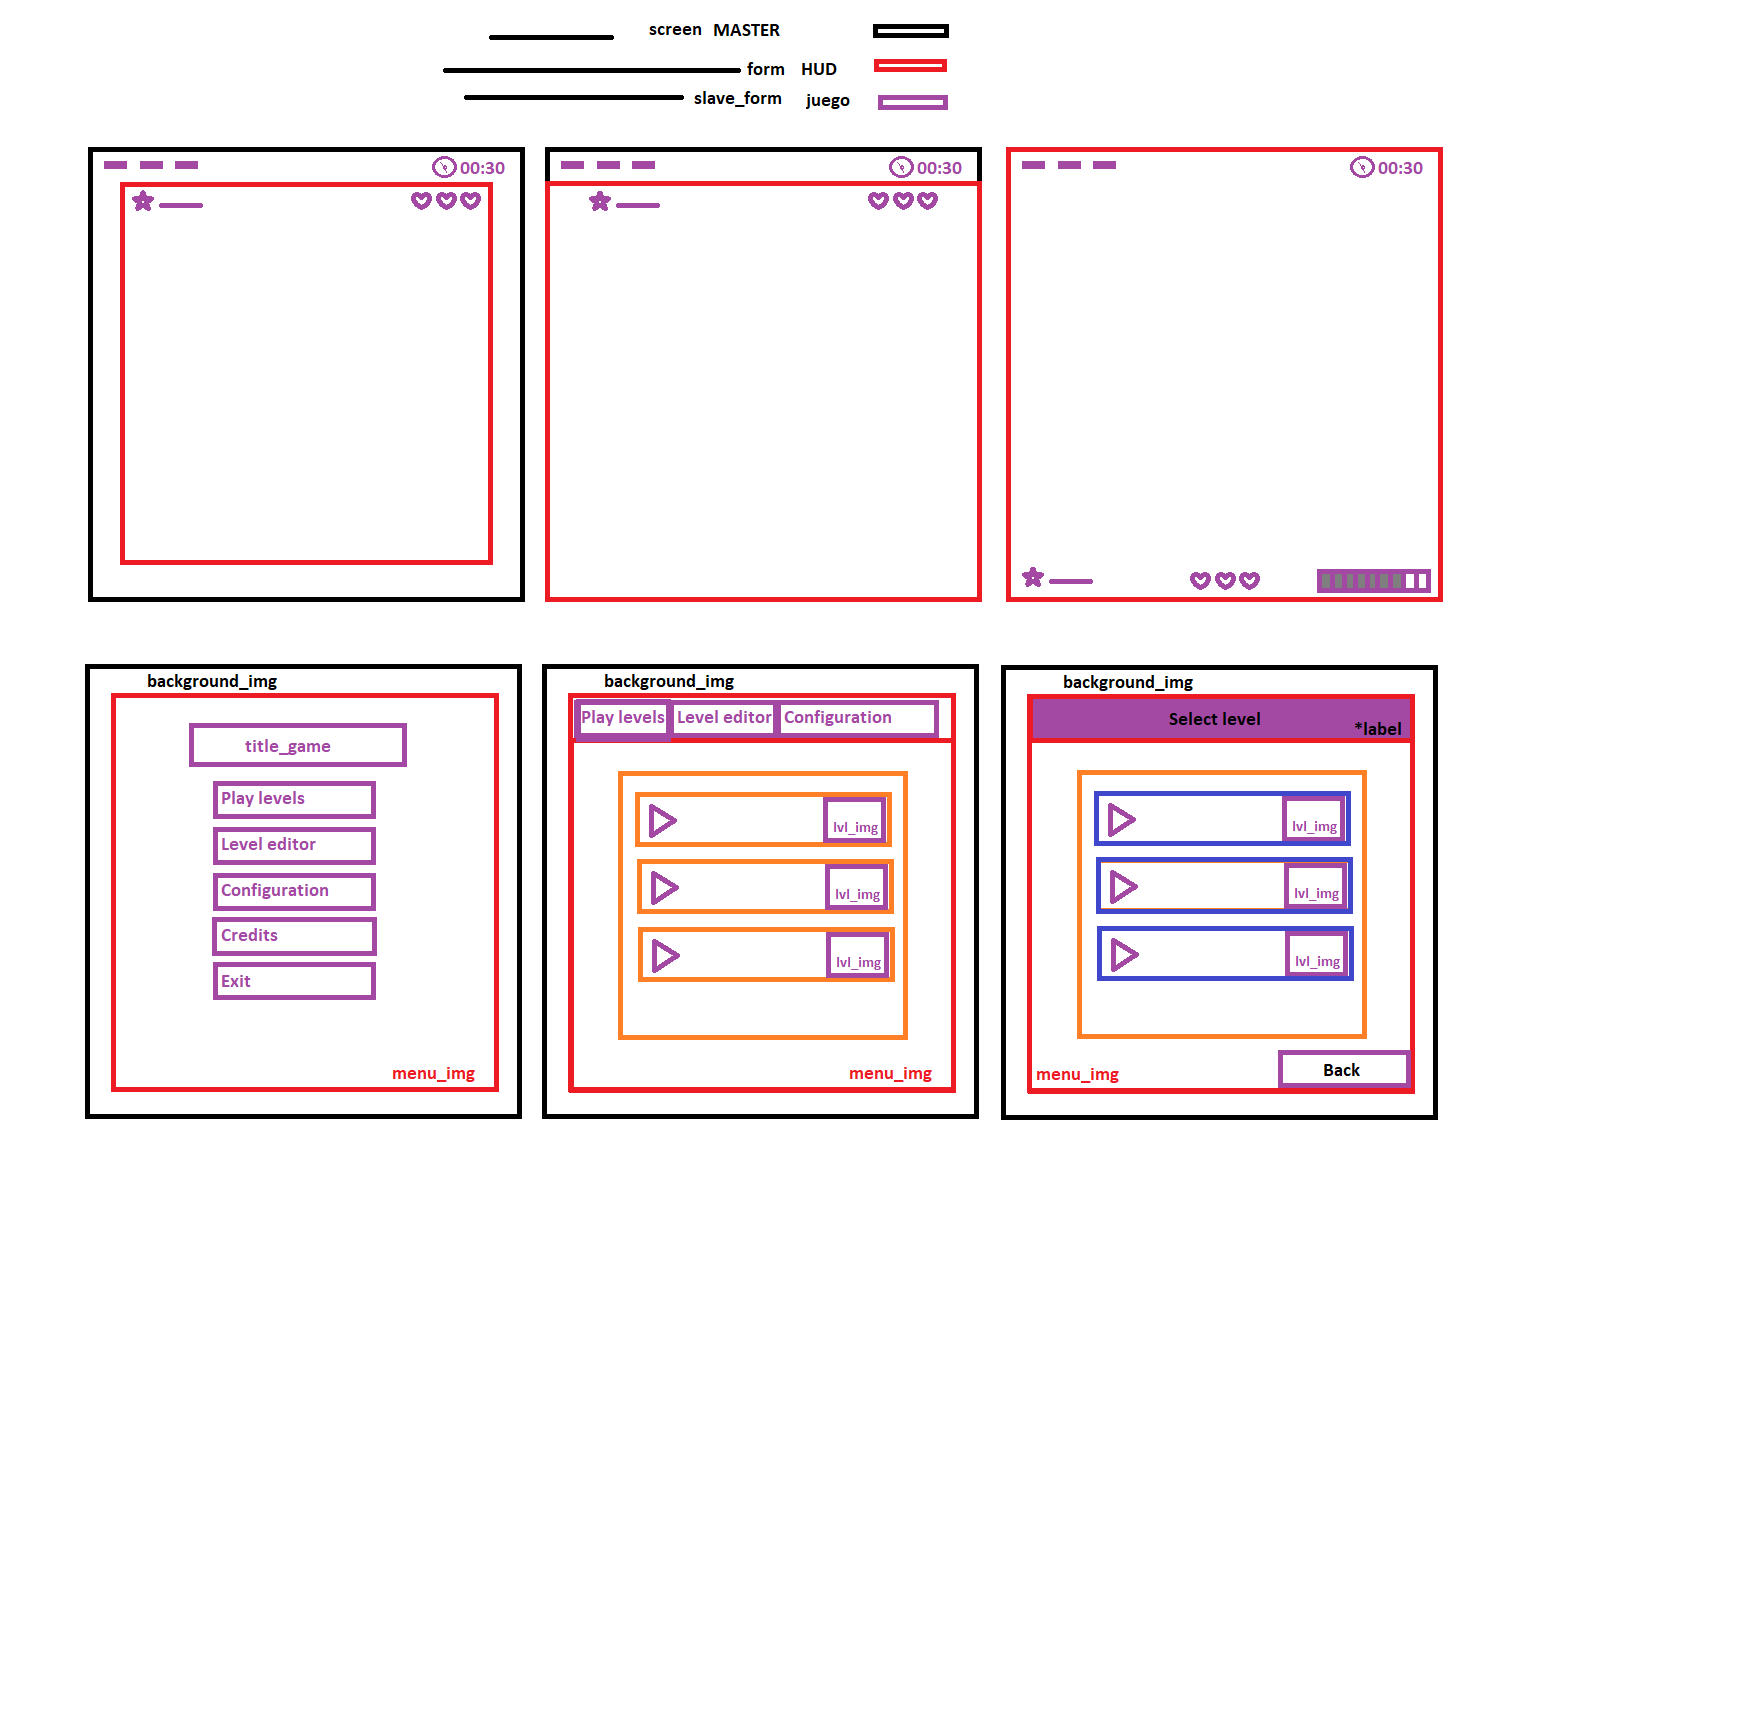 screen MASTER
form HUD
slave_form juego
00:30
00:30
00:30
background_img
title_game
Play levels
Level editor
Configuration
Credits
Exit
menu_img
background_img
Play levels Level editor Configuration
lvl_img
lvl_img
lvl_img
menu_img
background_img
Select level
*label
lvl_img
lvl_img
lvl_img
Back
menu_img